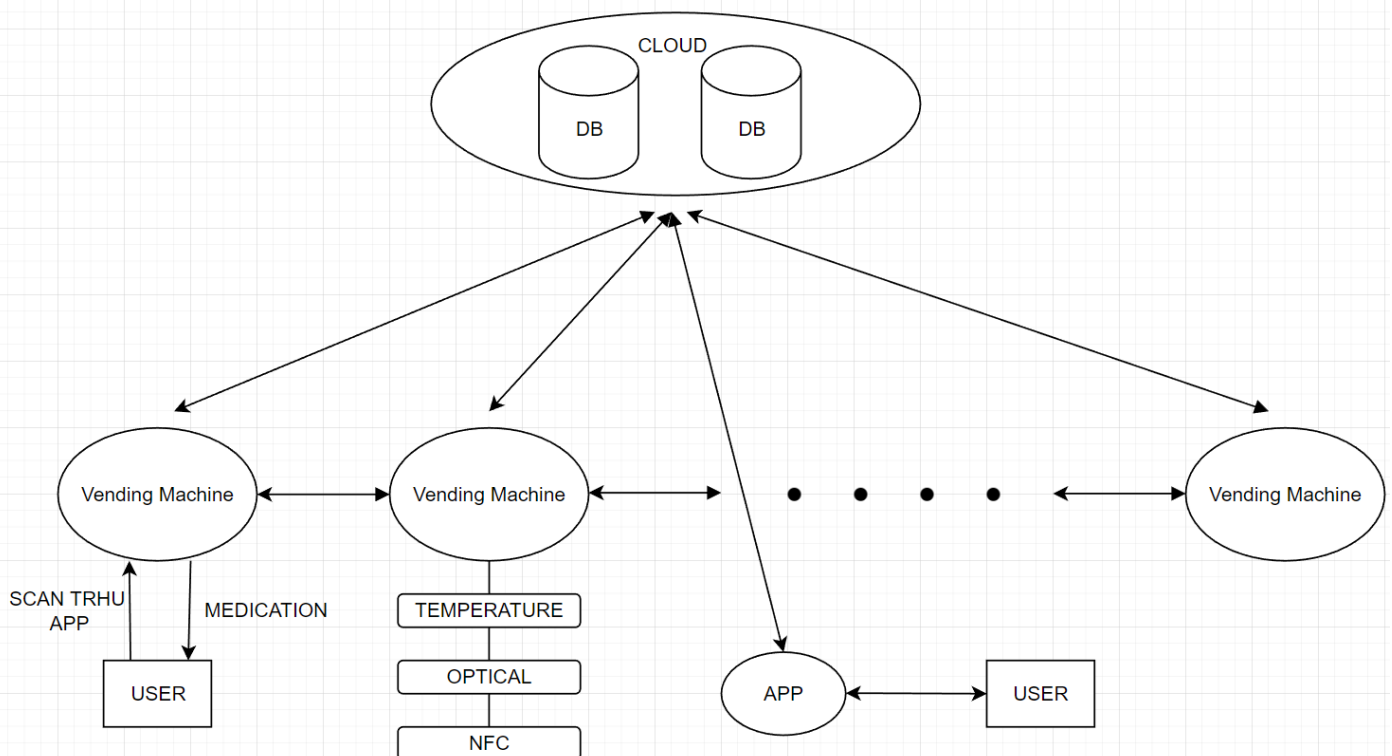 CLOUD
DB
DB
Vending Machine
Vending Machine
Vending Machine
SCAN TRHU
APP
MEDICATION
TEMPERATURE
USER
OPTICAL
APP
USER
NFC